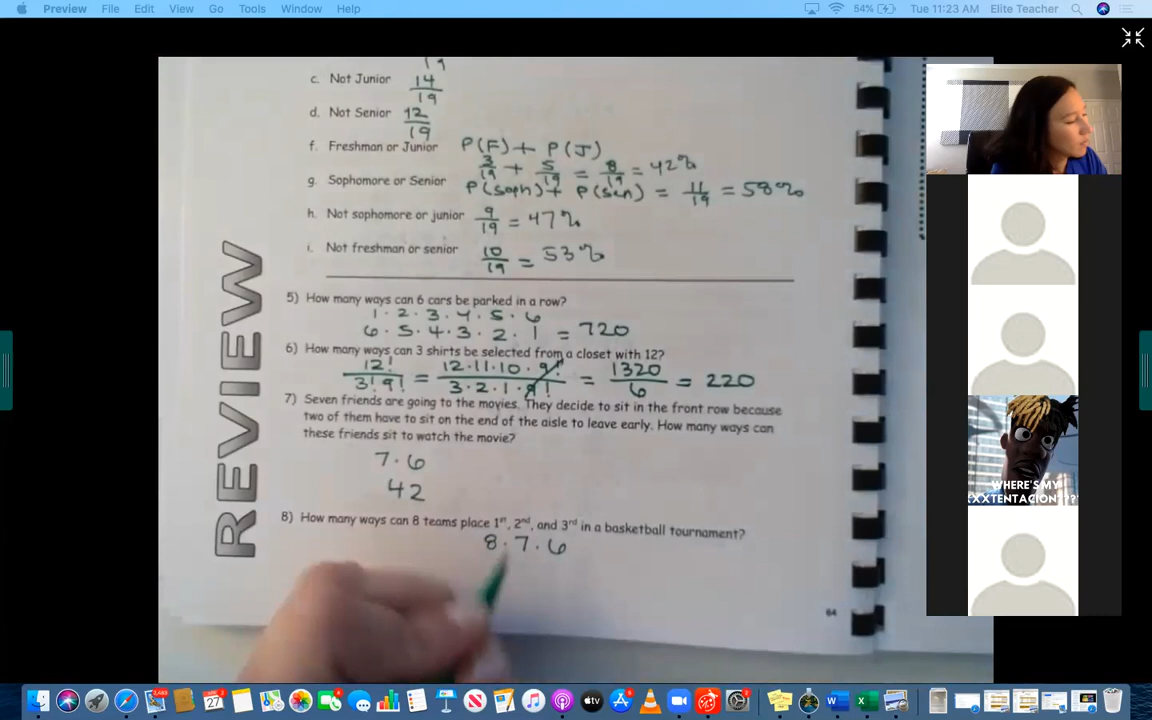 Preview File Edit View Go Tools Window Help 54% Tue 11:23 AM Elite Teacher
19
c. Not Junior 14/19
d. Not Senior 12/19
f. Freshman or Junior P(F) + P(J)
3/19 + 5/19 = 8/19 = 42%
g. Sophomore or Senior P(soph) + P(sen) = 11/19 = 58%
h. Not sophomore or junior 9/19 = 47%
i. Not freshman or senior 10/19 = 53%
REVIEW
5) How many ways can 6 cars be parked in a row?
1 · 2 · 3 · 4 · 5 · 6
6 · 5 · 4 · 3 · 2 · 1 = 720
6) How many ways can 3 shirts be selected from a closet with 12?
12!/3!9! = 12·11·10·9!/3·2·1·9! = 1320/6 = 220
7) Seven friends are going to the movies. They decide to sit in the front row because
two of them have to sit on the end of the aisle to leave early. How many ways can
these friends sit to watch the movie?
7·6
42
8) How many ways can 8 teams place 1st, 2nd, and 3rd in a basketball tournament?
8·7·6
64
WHERE'S MY
XXTENTACION???